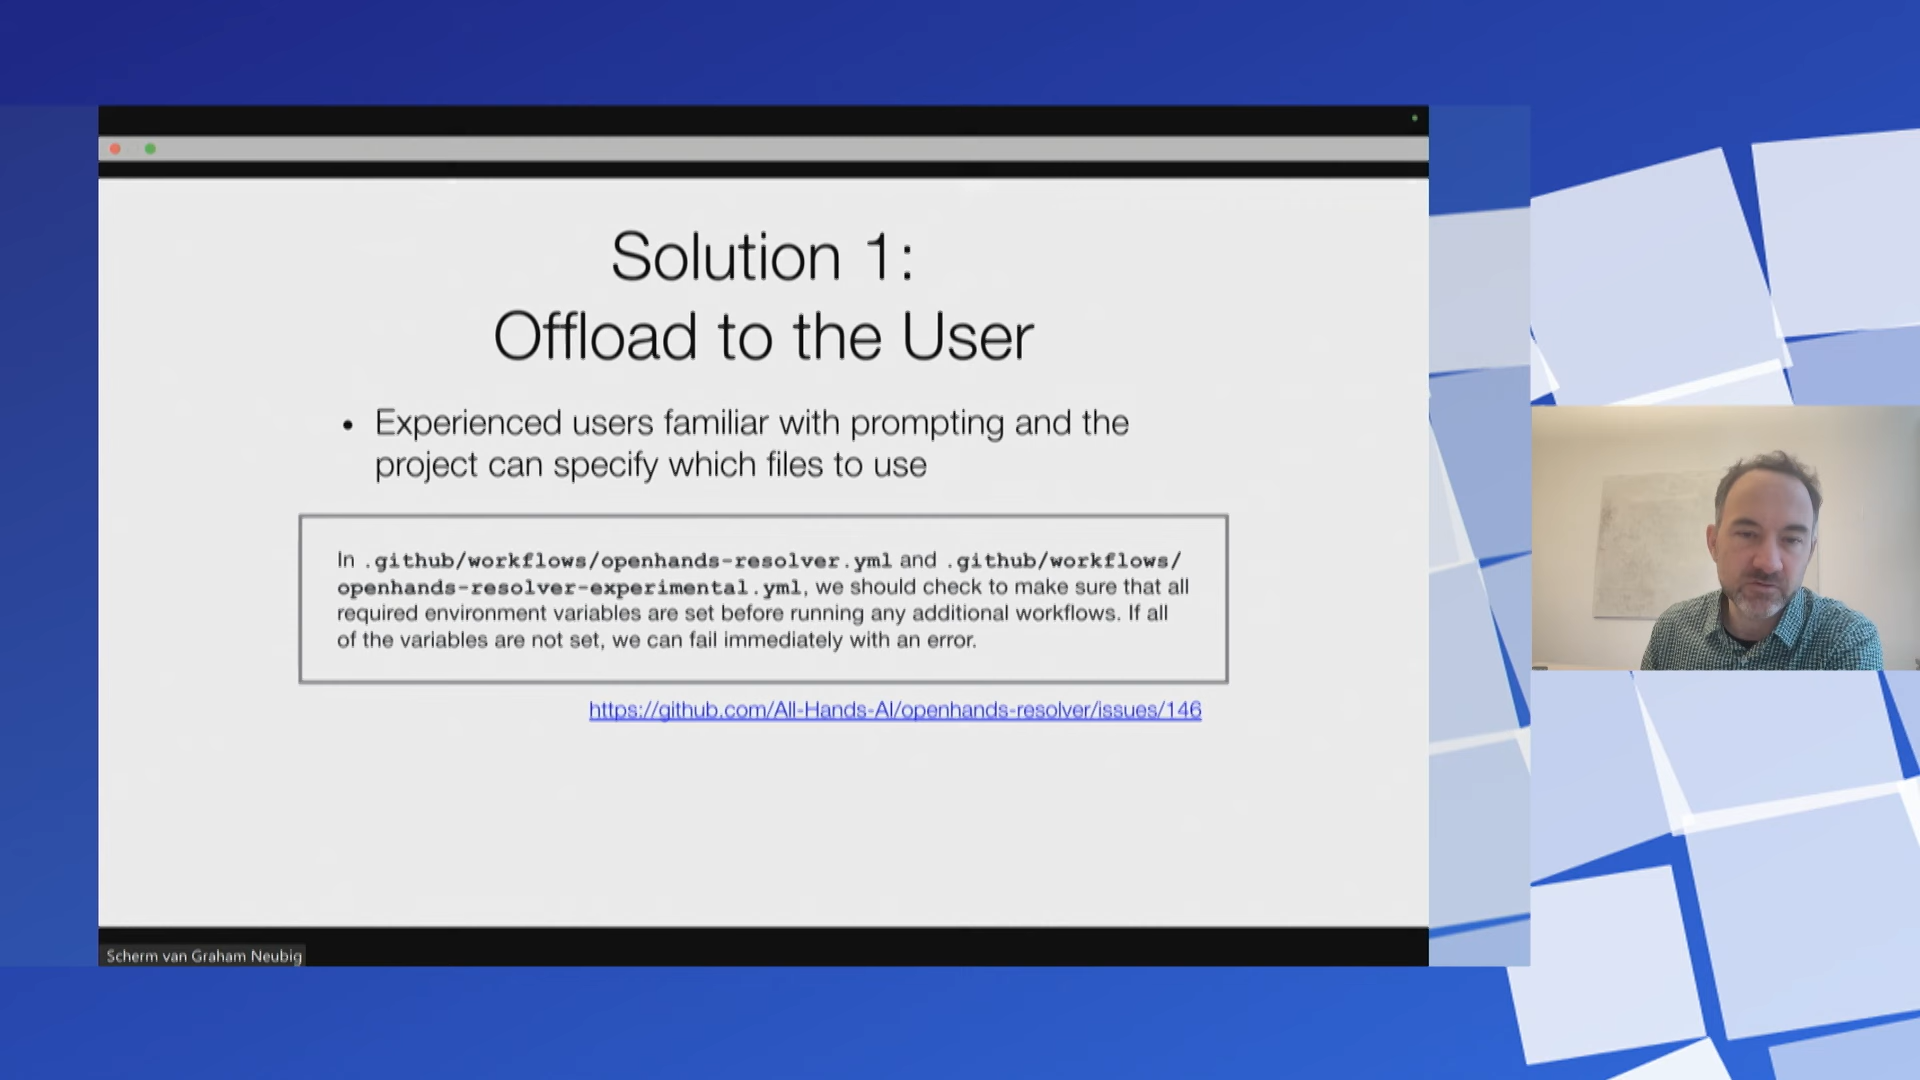 Solution 1:
Offload to the User
• Experienced users familiar with prompting and the
project can specify which files to use
In .github/workflows/openhands-resolver.yml and .github/workflows/
openhands-resolver-experimental.yml, we should check to make sure that all
required environment variables are set before running any additional workflows. If all
of the variables are not set, we can fail immediately with an error.
https://github.com/All-Hands-AI/openhands-resolver/issues/146
Scherm van Graham Neubig